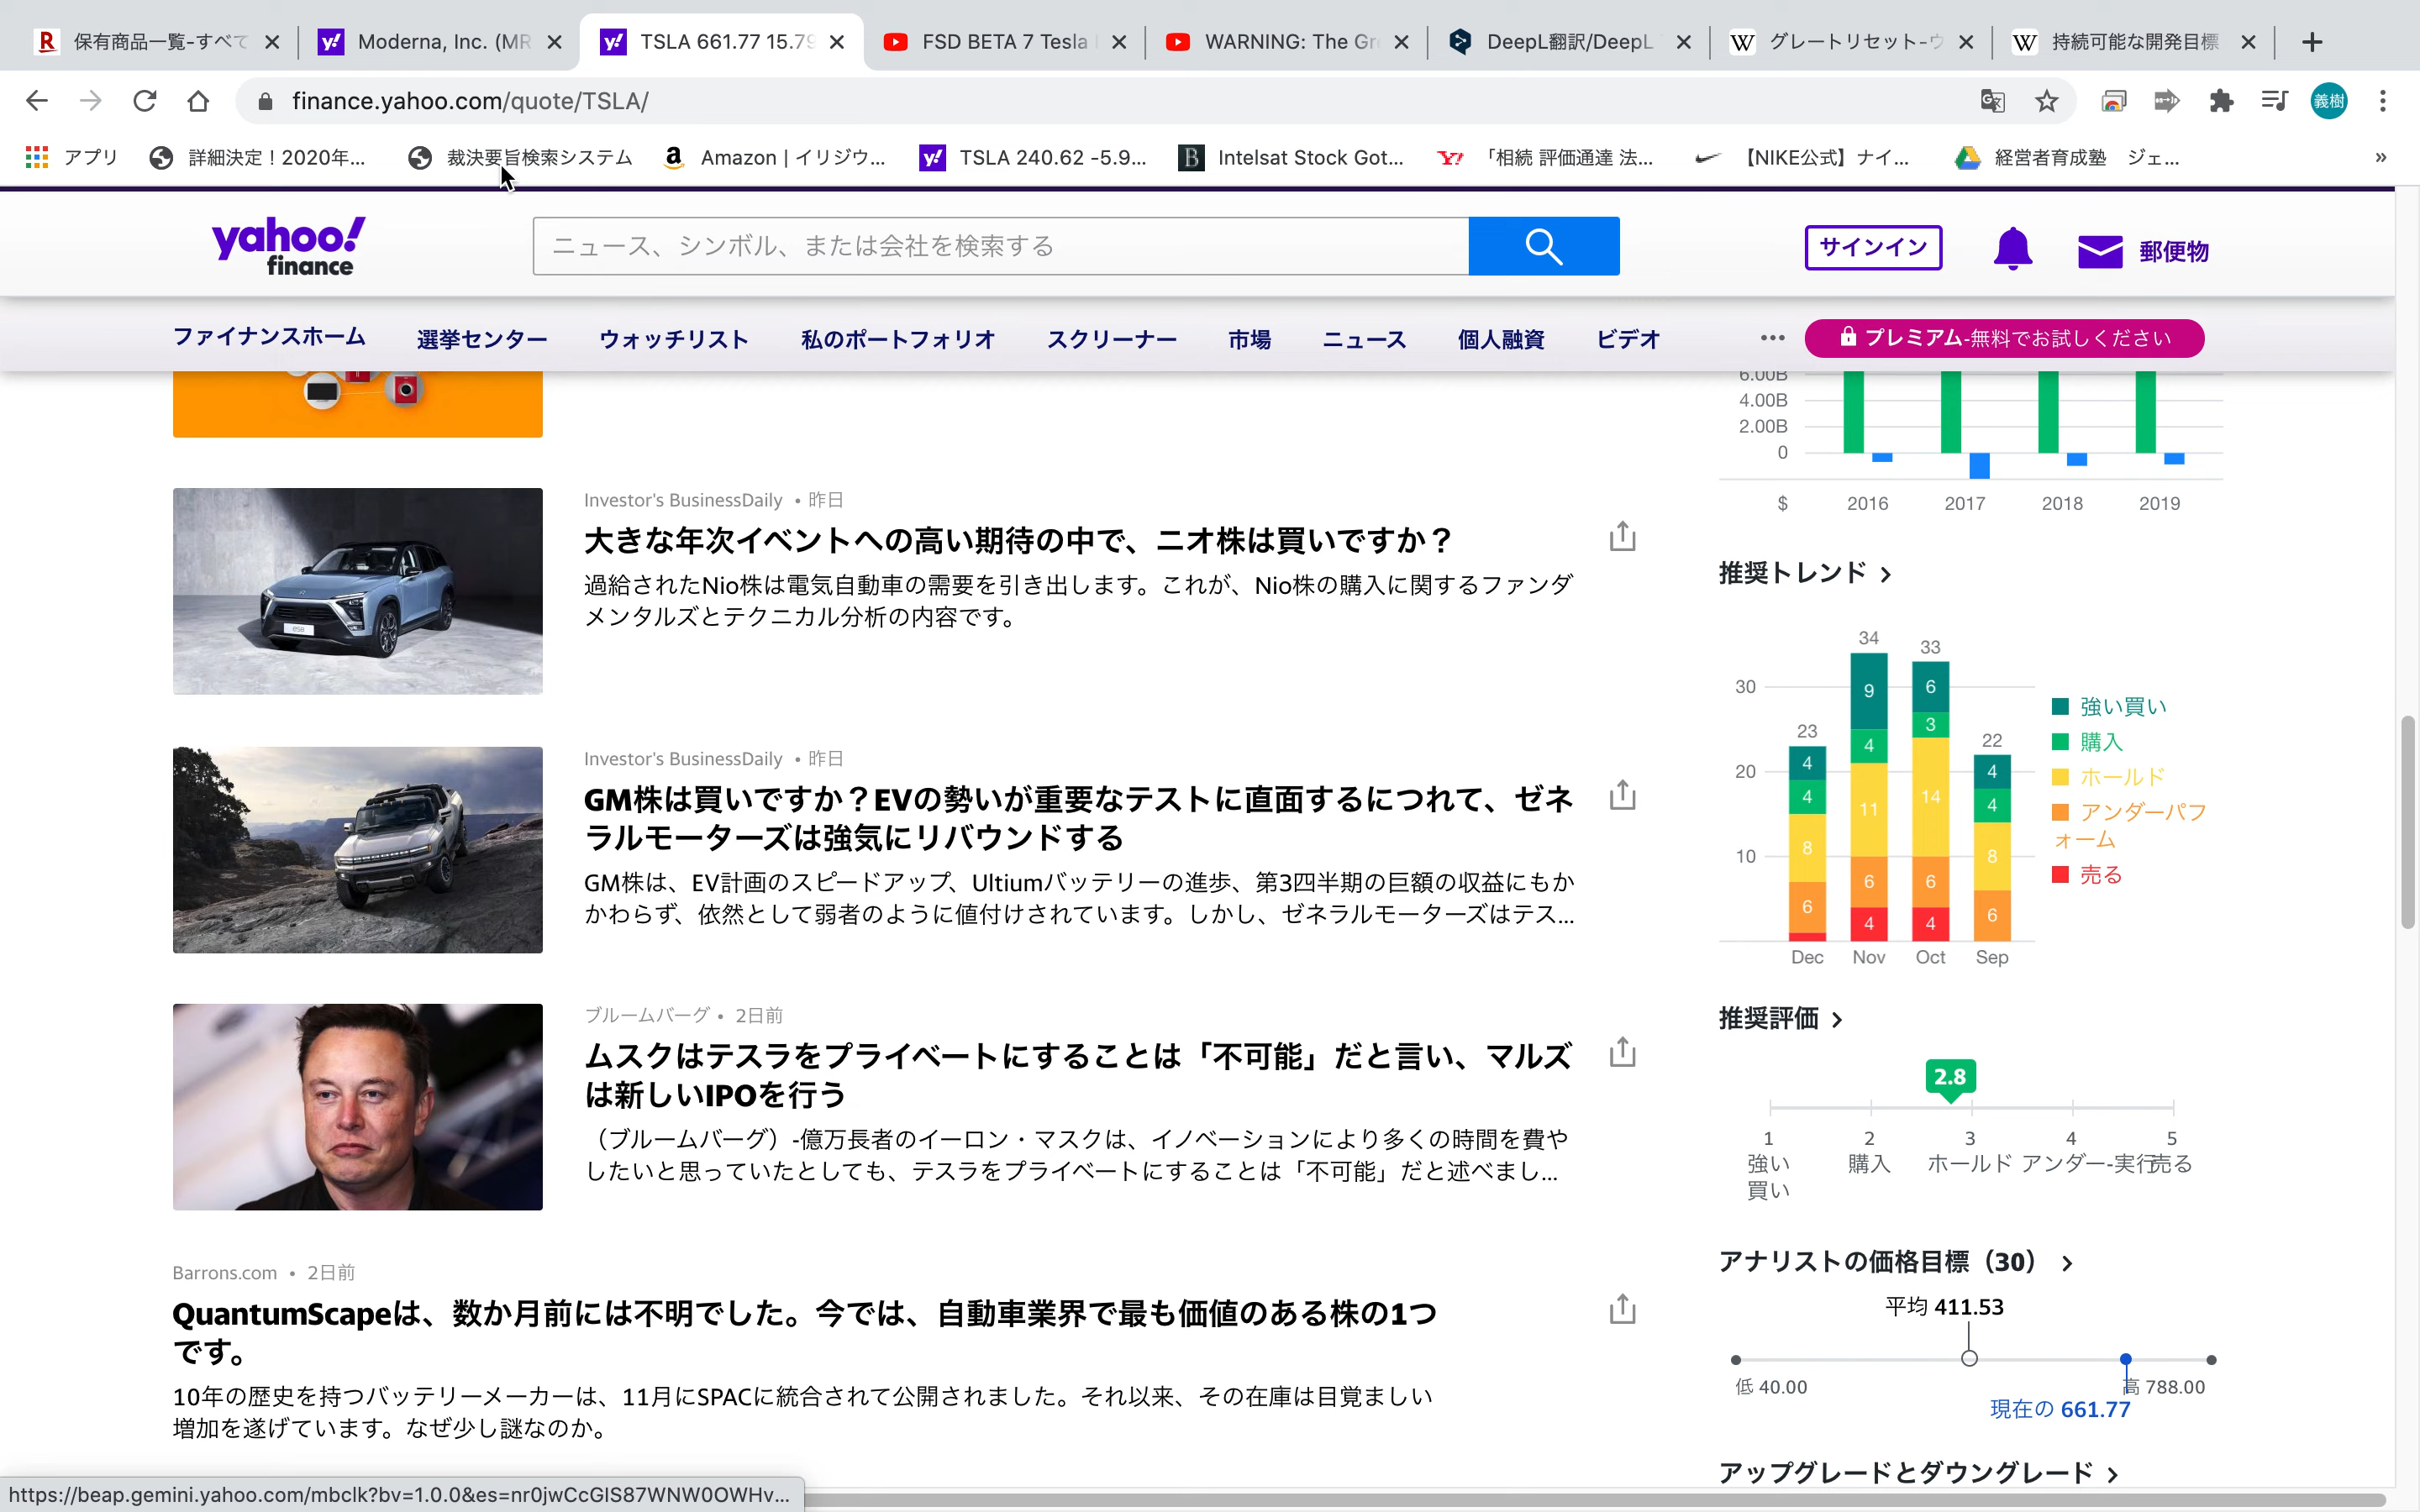 保有商品一覧-すべて
Moderna, Inc. (MR
TSLA 661.77 15.79
FSD BETA 7 Tesla
WARNING: The Gr
DeepL翻訳/DeepL
グレートリセット-ウ
持続可能な開発目標
finance.yahoo.com/quote/TSLA/
義樹
アプリ
詳細決定！2020年...
裁決要旨検索システム
Amazon | イリジウ...
TSLA 240.62 -5.9...
Intelsat Stock Got...
「相続 評価通達 法...
【NIKE公式】ナイ...
経営者育成塾 ジェ...
»
yahoo!
finance
ニュース、シンボル、または会社を検索する
サインイン
郵便物
ファイナンスホーム
選挙センター
ウォッチリスト
私のポートフォリオ
スクリーナー
市場
ニュース
個人融資
ビデオ
プレミアム-無料でお試しください
Investor's BusinessDaily • 昨日
大きな年次イベントへの高い期待の中で、ニオ株は買いですか？
過給されたNio株は電気自動車の需要を引き出します。これが、Nio株の購入に関するファンダ
メンタルズとテクニカル分析の内容です。
Investor's BusinessDaily • 昨日
GM株は買いですか？EVの勢いが重要なテストに直面するにつれて、ゼネ
ラルモーターズは強気にリバウンドする
GM株は、EV計画のスピードアップ、Ultiumバッテリーの進歩、第3四半期の巨額の収益にもか
かわらず、依然として弱者のように値付けされています。しかし、ゼネラルモーターズはテス...
ブルームバーグ • 2日前
ムスクはテスラをプライベートにすることは「不可能」だと言い、マルズ
は新しいIPOを行う
（ブルームバーグ）-億万長者のイーロン・マスクは、イノベーションにより多くの時間を費や
したいと思っていたとしても、テスラをプライベートにすることは「不可能」だと述べまし...
Barrons.com • 2日前
QuantumScapeは、数か月前には不明でした。今では、自動車業界で最も価値のある株の1つ
です。
10年の歴史を持つバッテリーメーカーは、11月にSPACに統合されて公開されました。それ以来、その在庫は目覚ましい
増加を遂げています。なぜ少し謎なのか。
6.00B
4.00B
2.00B
0
$ 2016 2017 2018 2019
推奨トレンド
34
33
23
22
30
20
10
4
4
8
6
9
4
11
6
4
6
3
14
6
4
4
4
8
6
Dec Nov Oct Sep
強い買い
購入
ホールド
アンダーパフ
ォーム
売る
推奨評価
2.8
1 2 3 4 5
強い
買い
購入
ホールド
アンダー-実行
売る
アナリストの価格目標（30）
平均 411.53
低 40.00
高 788.00
現在の 661.77
アップグレードとダウングレード
https://beap.gemini.yahoo.com/mbclk?bv=1.0.0&es=nr0jwCcGIS87WNW0OWHv...